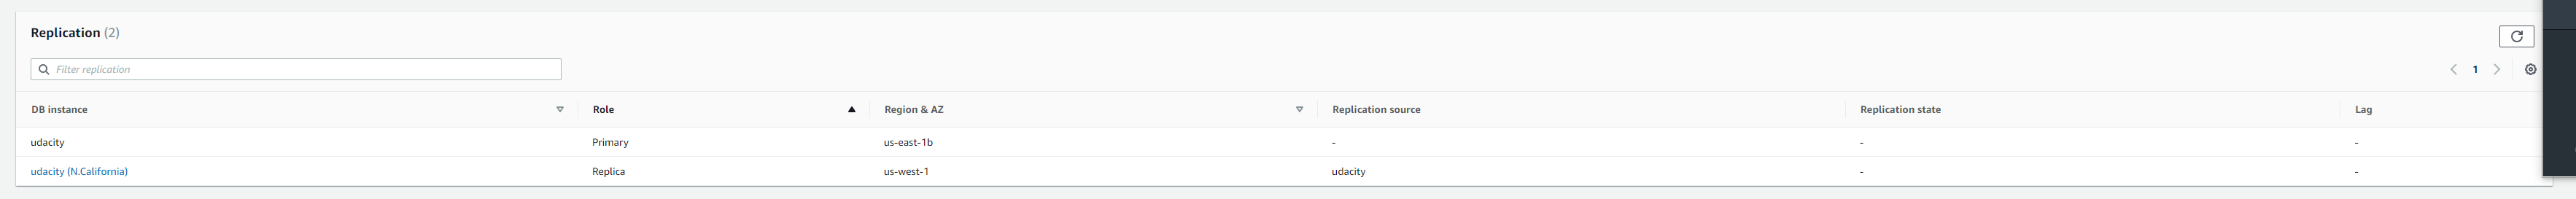 Replication (2)
Filter replication
1
DB instance Role Region & AZ Replication source Replication state Lag
udacity Primary us-east-1b - - -
udacity (N.California) Replica us-west-1 udacity - -